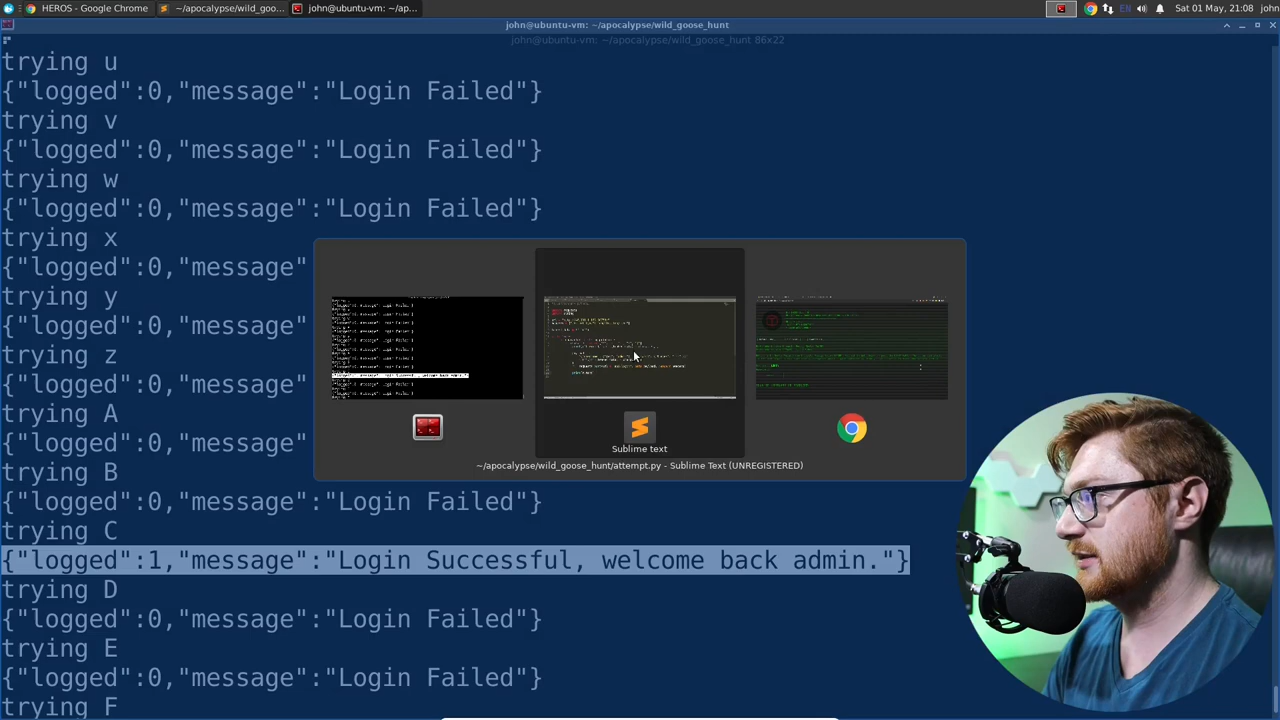 HEROS - Google Chrome
~/apocalypse/wild_goo...
john@ubuntu-vm: ~/ap...
EN
Sat 01 May, 21:08 john
john@ubuntu-vm: ~/apocalypse/wild_goose_hunt
john@ubuntu-vm: ~/apocalypse/wild_goose_hunt 86x22
trying u
{"logged":0,"message":"Login Failed"}
trying v
{"logged":0,"message":"Login Failed"}
trying w
{"logged":0,"message":"Login Failed"}
trying x
{"logged":0,"message"
trying y
{"logged":0,"message"
trying z
{"logged":0,"message"
trying A
{"logged":0,"message"
trying B
{"logged":0,"message":"Login Failed"}
trying C
{"logged":1,"message":"Login Successful, welcome back admin."}
trying D
{"logged":0,"message":"Login Failed"}
trying E
{"logged":0,"message":"Login Failed"}
trying F
Sublime text
~/apocalypse/wild_goose_hunt/attempt.py - Sublime Text (UNREGISTERED)